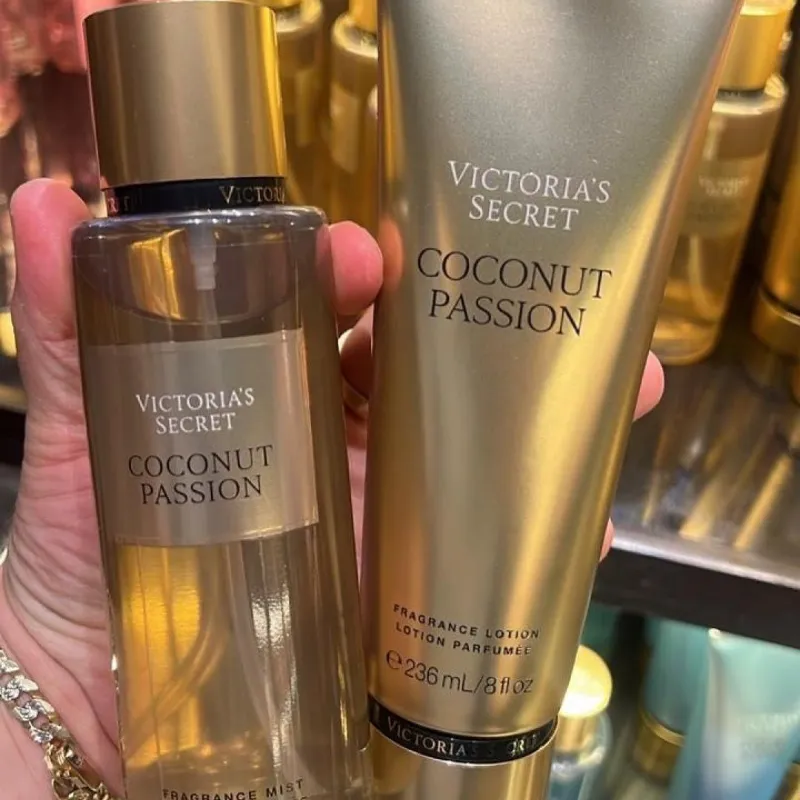 VICTORIA'S
SECRET
COCONUT
PASSION
FRAGRANCE MIST
VICTORIA'S
SECRET
COCONUT
PASSION
FRAGRANCE LOTION
LOTION PARFUMÉE
℮ 236 mL/8 fl oz
VICTORIA'S